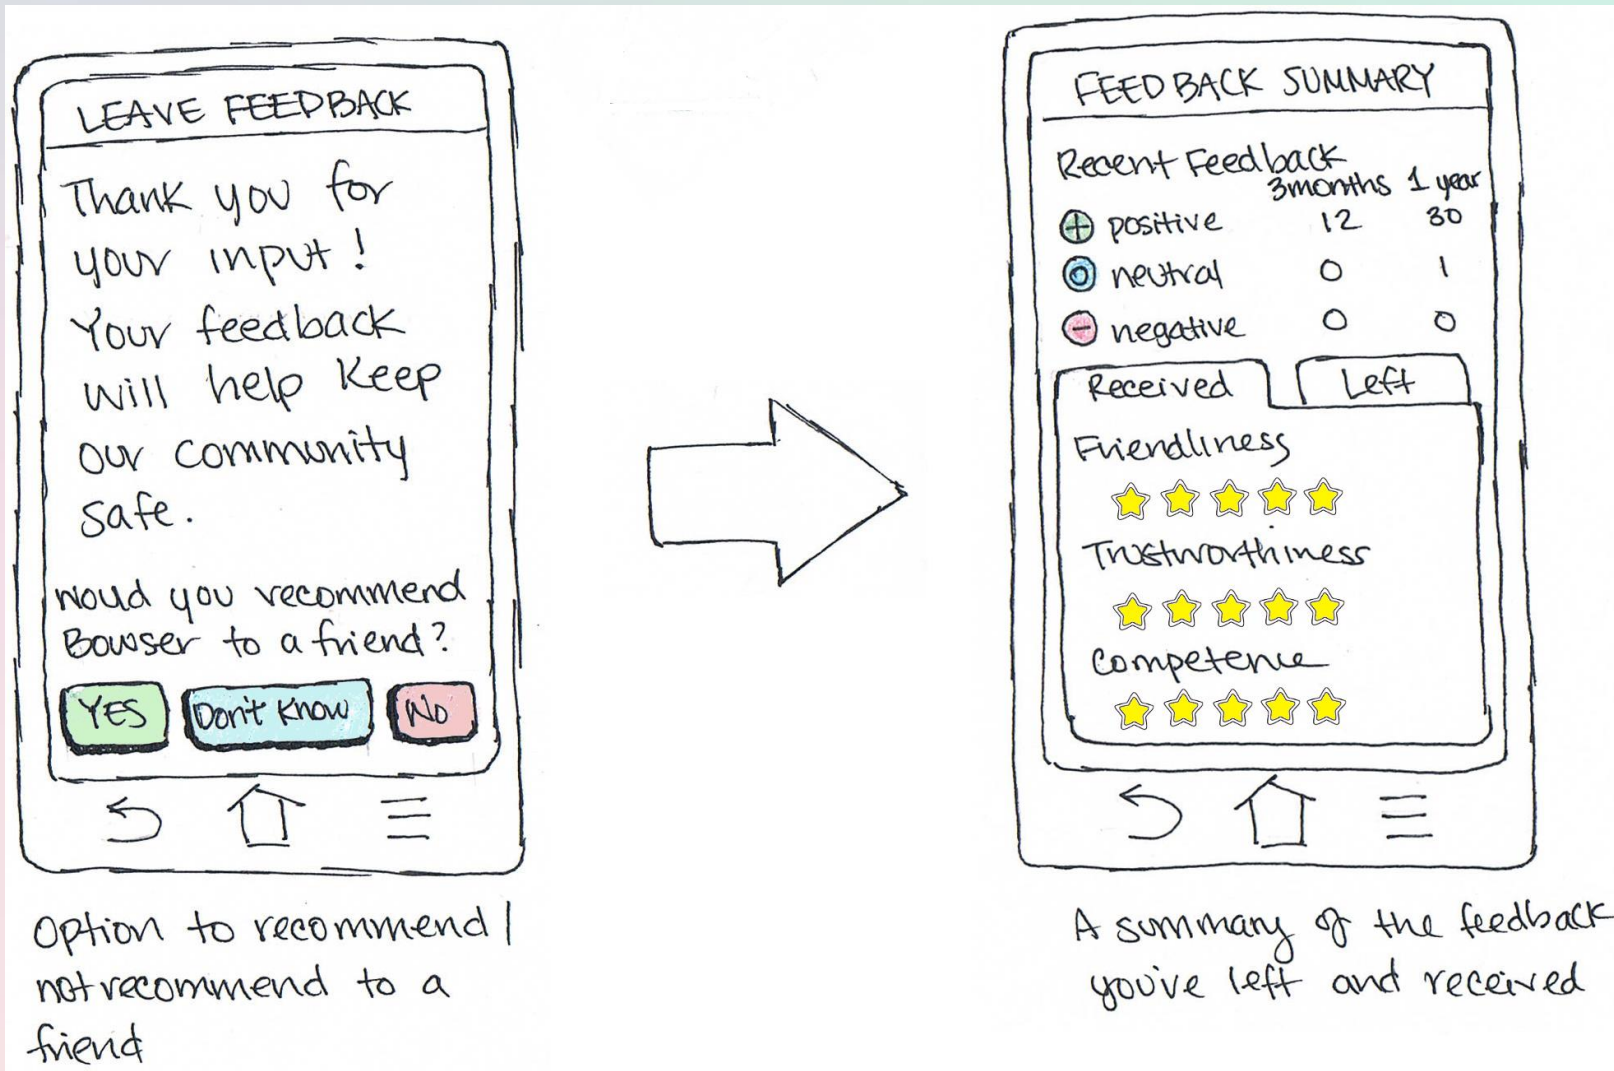 LEAVE FEEDBACK
Thank you for
your input!
Your feedback
will help keep
our community
safe.
Woud you recommend
Bowser to a friend?
YES Don't Know No
Option to recommend/
not recommend to a
friend
FEEDBACK SUMMARY
Recent Feedback
3months 1 year
positive 12 30
neutral 0 1
negative 0 0
Received Left
Friendliness
Trustworthiness
Competence
A summary of the feedback
you've left and received